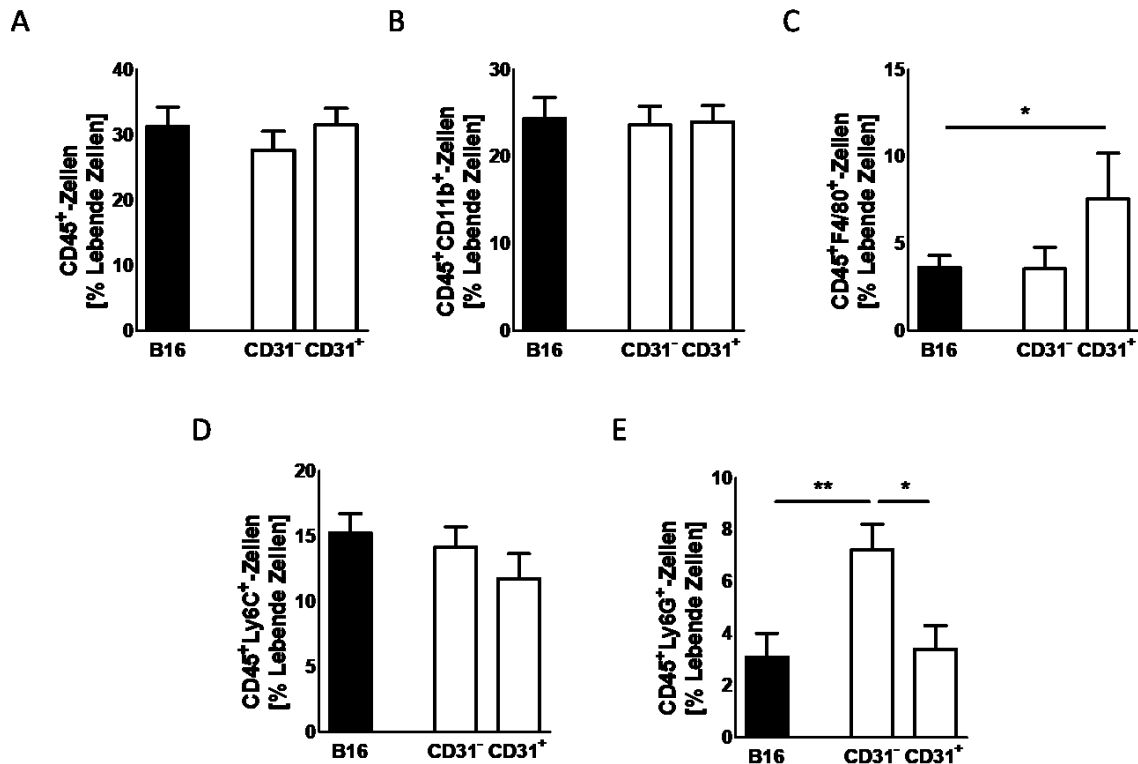 A
CD45⁺-Zellen
[% Lebende Zellen]
40
30
20
10
0
B16
CD31⁻
CD31⁺
B
CD45⁺CD11b⁺-Zellen
[% Lebende Zellen]
30
20
10
0
B16
CD31⁻
CD31⁺
C
CD45⁺F4/80⁺-Zellen
[% Lebende Zellen]
15
10
5
0
*
B16
CD31⁻
CD31⁺
D
CD45⁺Ly6C⁺-Zellen
[% Lebende Zellen]
20
15
10
5
0
B16
CD31⁻
CD31⁺
E
CD45⁺Ly6G⁺-Zellen
[% Lebende Zellen]
10
8
6
4
2
0
**
*
B16
CD31⁻
CD31⁺